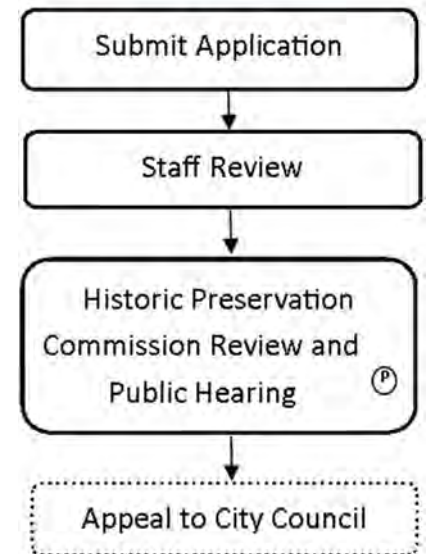 Submit Application
Staff Review
Historic Preservation
Commission Review and
Public Hearing
P
Appeal to City Council